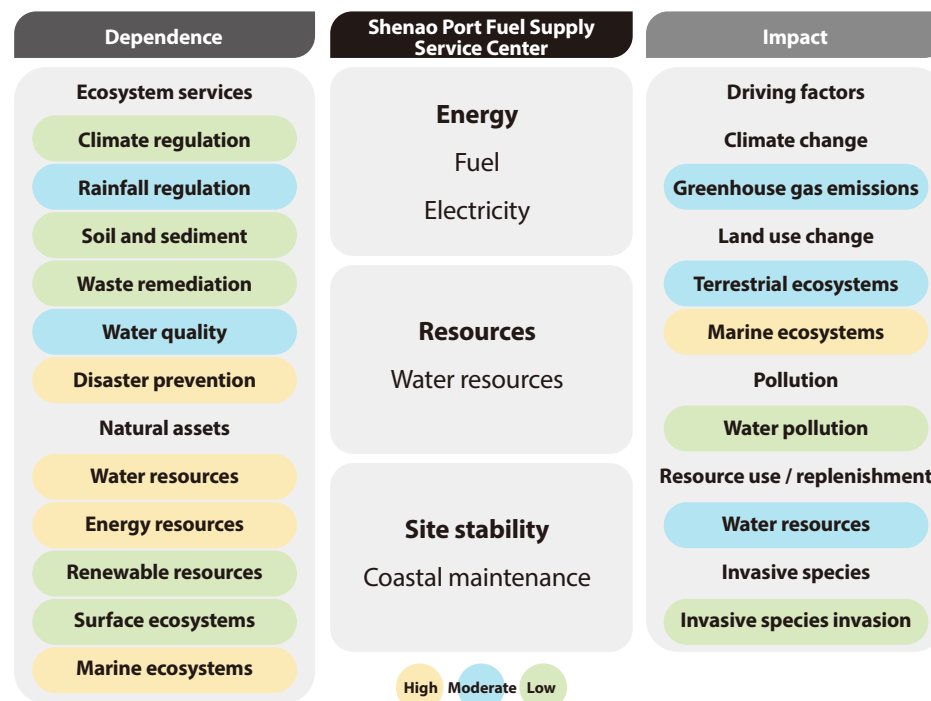 Dependence
Ecosystem services
Climate regulation
Rainfall regulation
Soil and sediment
Waste remediation
Water quality
Disaster prevention
Natural assets
Water resources
Energy resources
Renewable resources
Surface ecosystems
Marine ecosystems
Shenao Port Fuel Supply
Service Center
Energy
Fuel
Electricity
Resources
Water resources
Site stability
Coastal maintenance
High Moderate Low
Impact
Driving factors
Climate change
Greenhouse gas emissions
Land use change
Terrestrial ecosystems
Marine ecosystems
Pollution
Water pollution
Resource use / replenishment
Water resources
Invasive species
Invasive species invasion